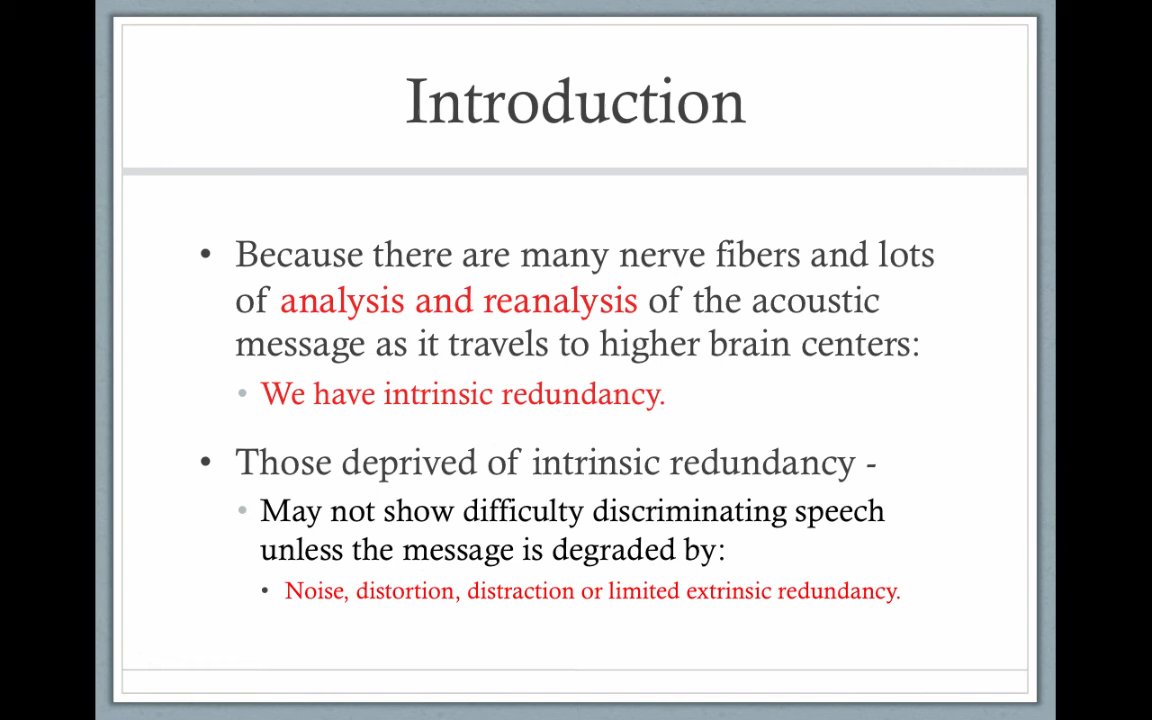 Introduction
• Because there are many nerve fibers and lots
of analysis and reanalysis of the acoustic
message as it travels to higher brain centers:
• We have intrinsic redundancy.
• Those deprived of intrinsic redundancy -
• May not show difficulty discriminating speech
unless the message is degraded by:
• Noise, distortion, distraction or limited extrinsic redundancy.